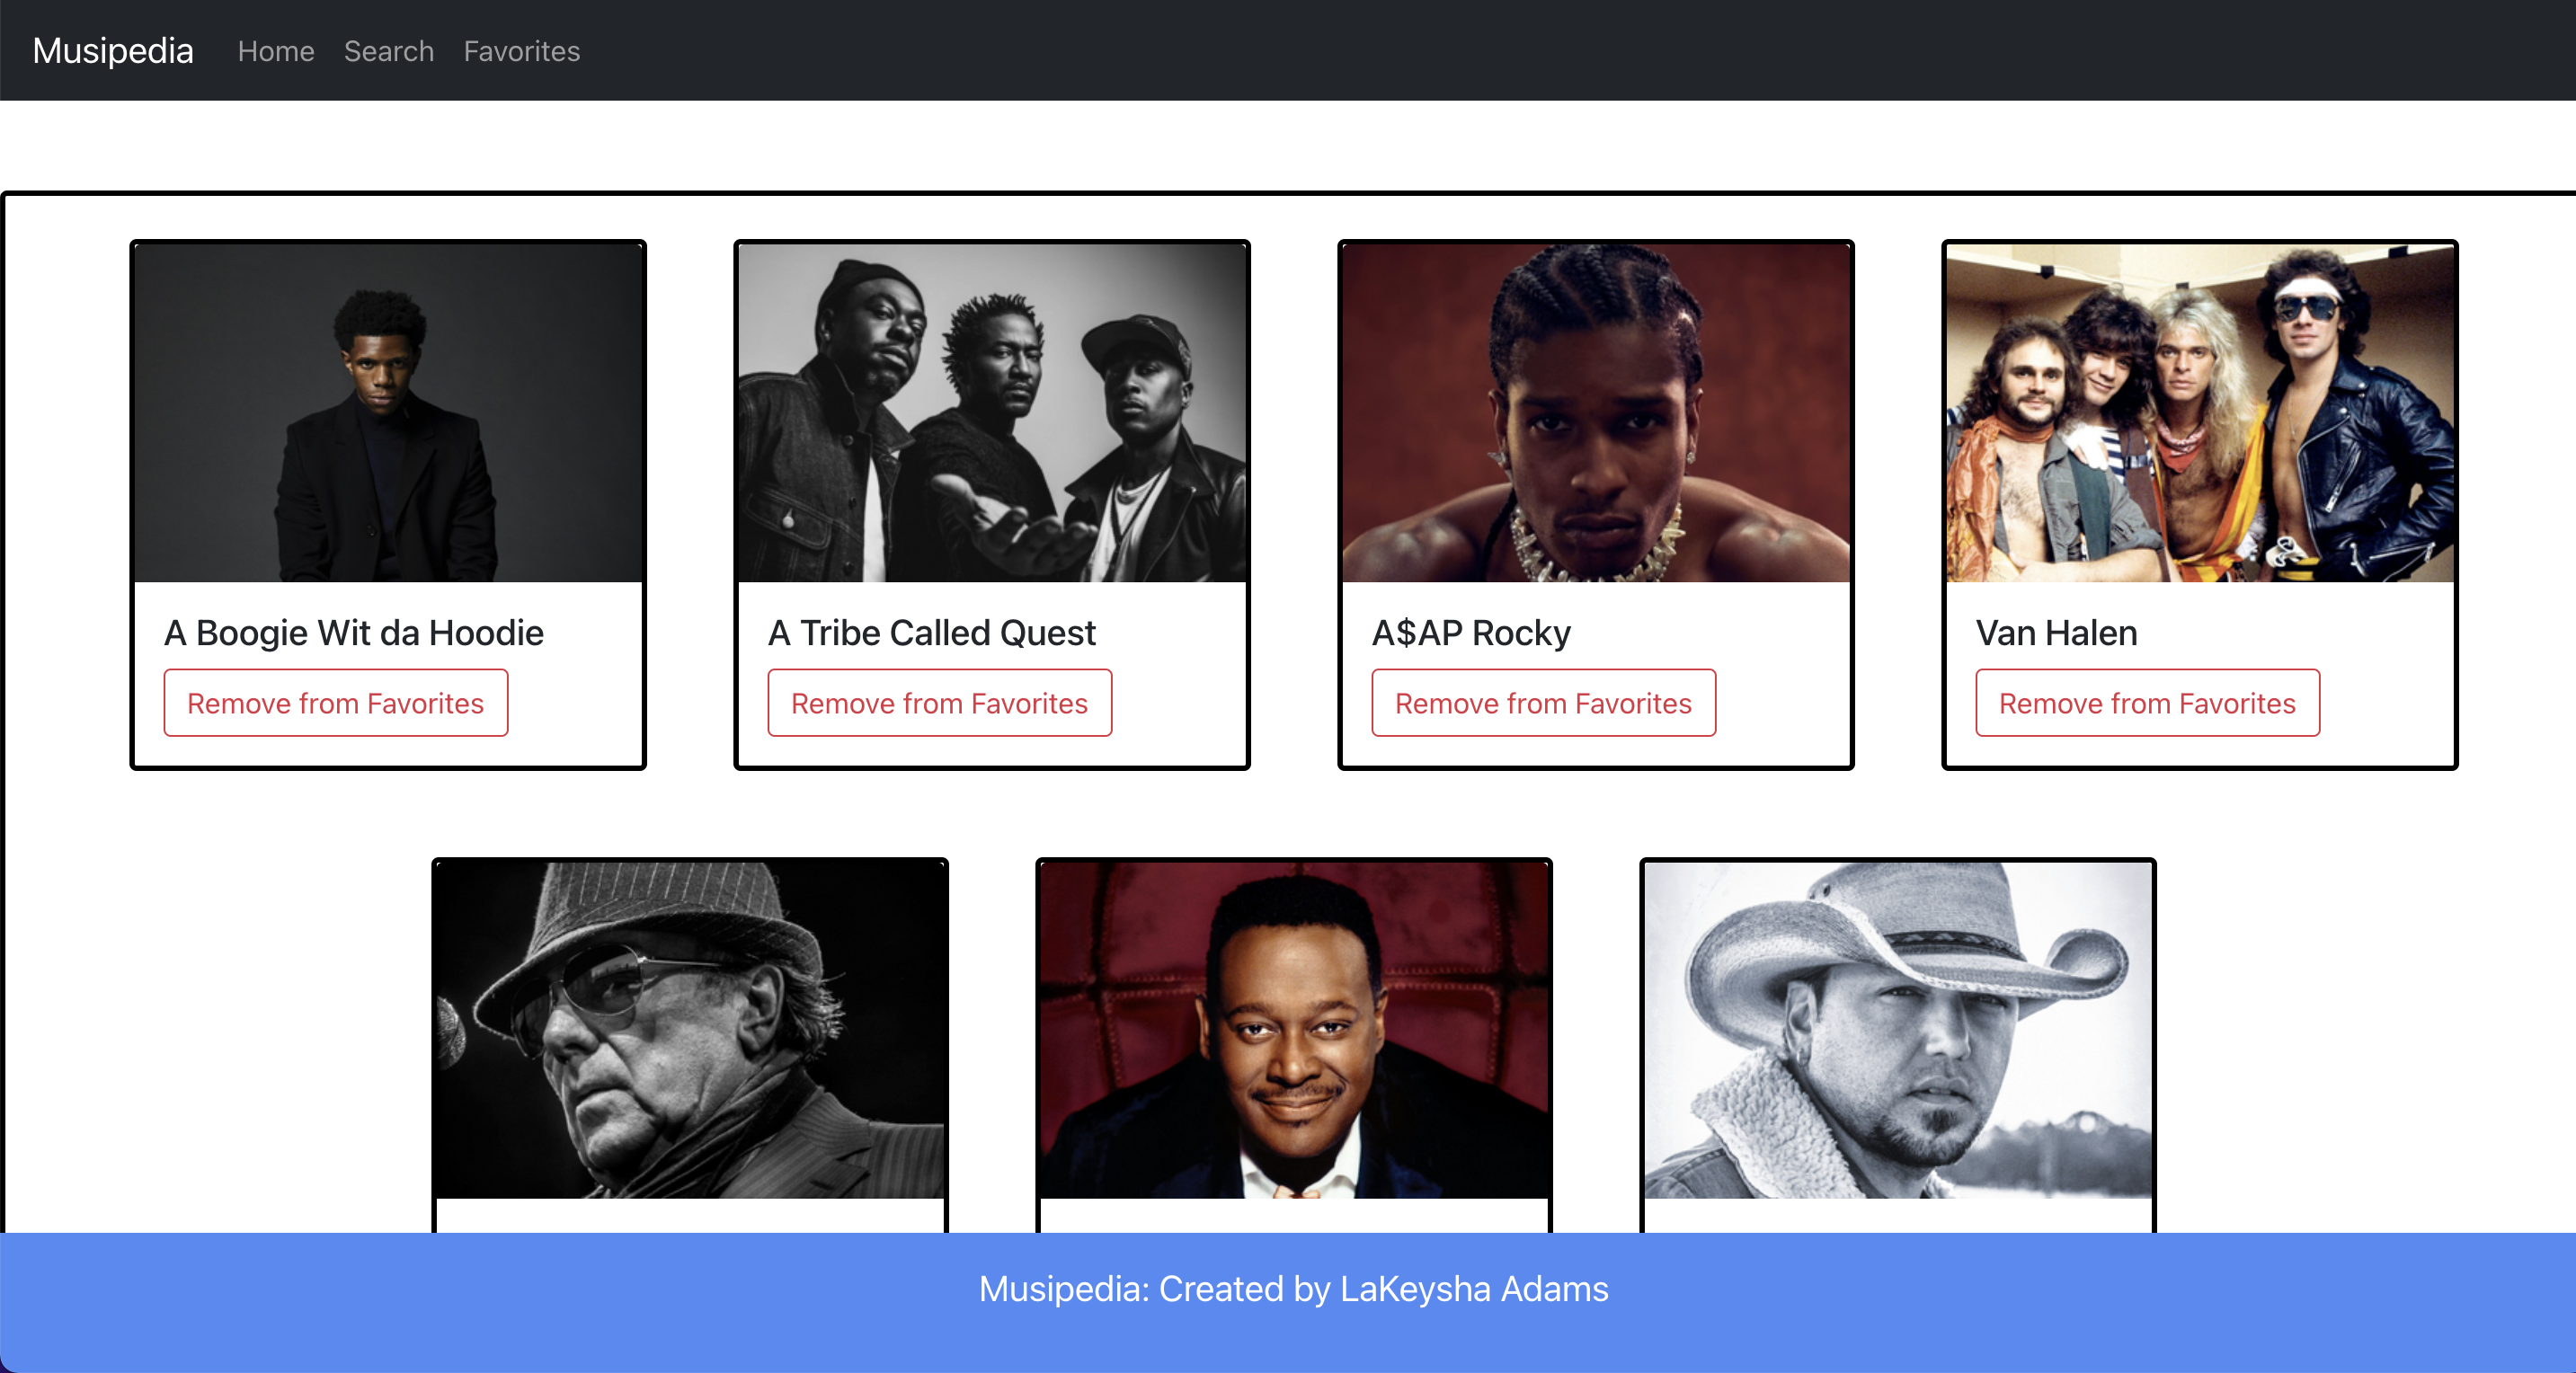 Musipedia Home Search Favorites
A Boogie Wit da Hoodie
Remove from Favorites
A Tribe Called Quest
Remove from Favorites
A$AP Rocky
Remove from Favorites
Van Halen
Remove from Favorites
Musipedia: Created by LaKeysha Adams